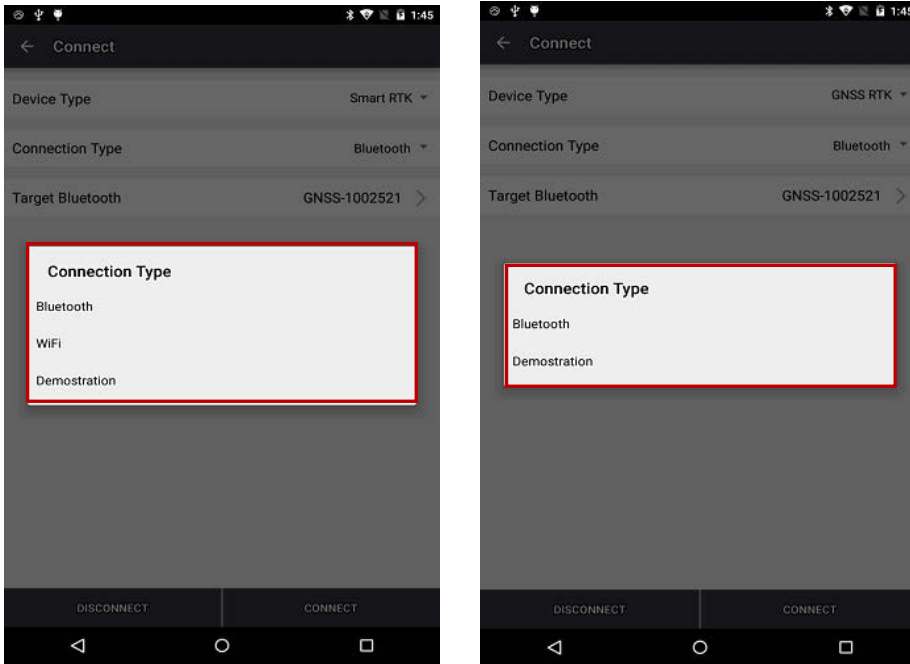 1:45
Connect
Device Type Smart RTK
Connection Type Bluetooth
Target Bluetooth GNSS-1002521
Connection Type
Bluetooth
WiFi
Demostration
DISCONNECT CONNECT
1:45
Connect
Device Type GNSS RTK
Connection Type Bluetooth
Target Bluetooth GNSS-1002521
Connection Type
Bluetooth
Demostration
DISCONNECT CONNECT